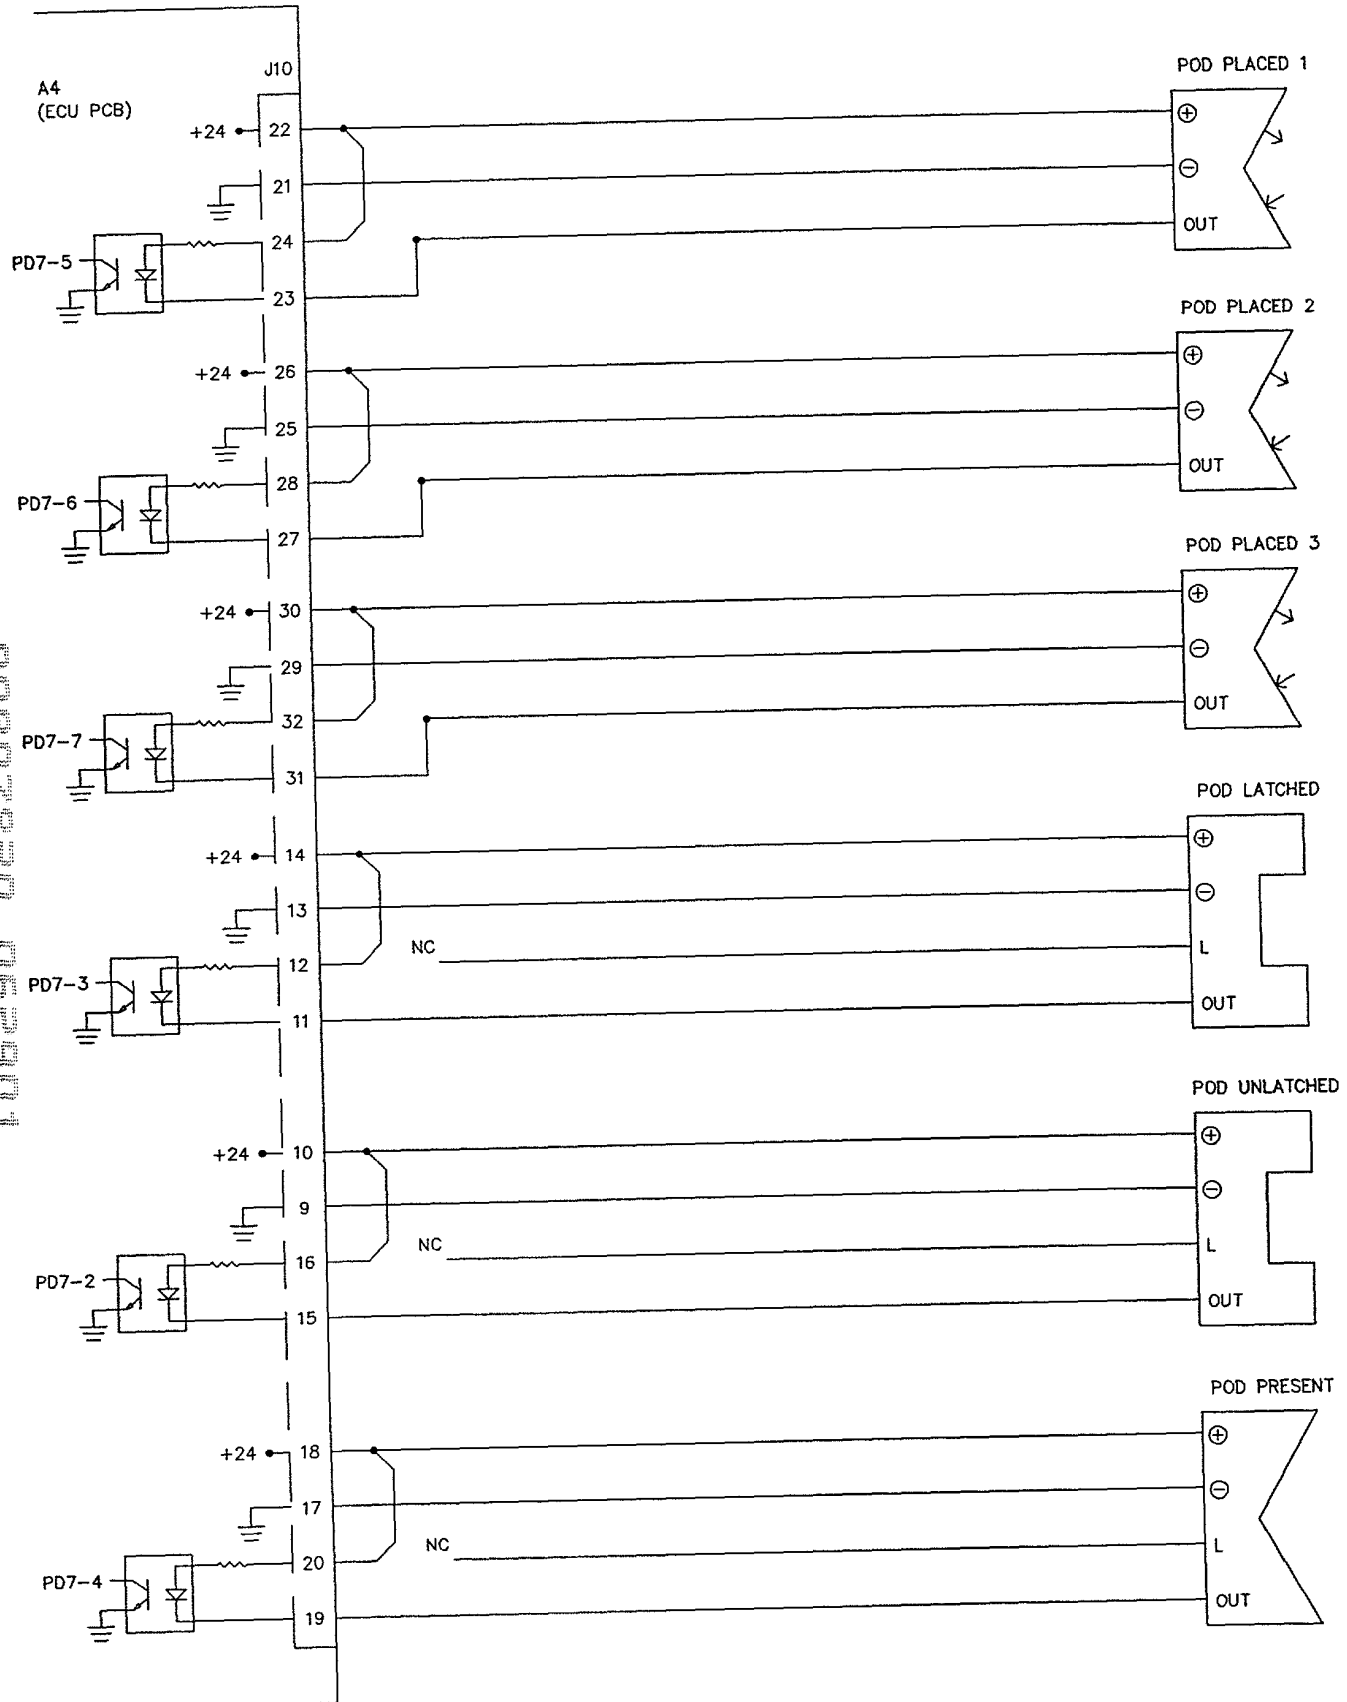 A4
(ECU PCB)
J10
POD PLACED 1
+24 22 +
21 −
24 OUT
PD7-5
23
POD PLACED 2
+24 26 +
25 −
28 OUT
PD7-6
27
POD PLACED 3
+24 30 +
29 −
32 OUT
PD7-7
31
POD LATCHED
+24 14 +
13 −
12 NC L
PD7-3
11 OUT
POD UNLATCHED
+24 10 +
9 −
16 NC L
PD7-2
15 OUT
POD PRESENT
+24 18 +
17 −
20 NC L
PD7-4
19 OUT